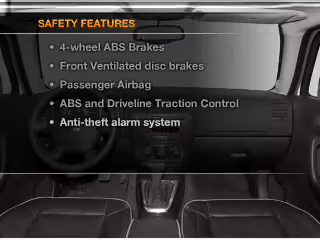 SAFETY FEATURES
• 4-wheel ABS Brakes
• Front Ventilated disc brakes
• Passenger Airbag
• ABS and Driveline Traction Control
• Anti-theft alarm system